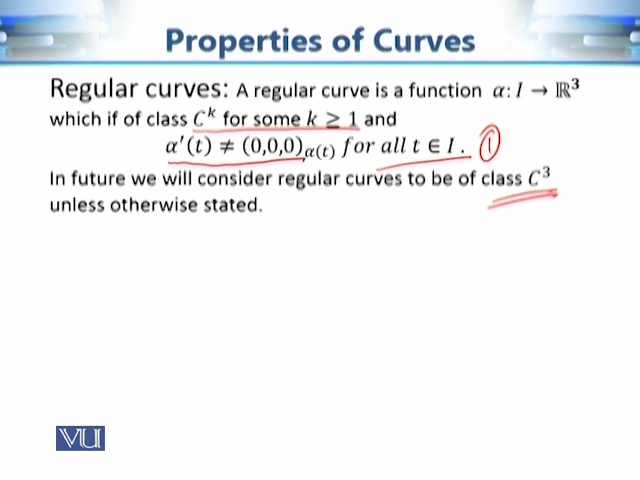 Properties of Curves
Regular curves: A regular curve is a function α: I → ℝ³
which if of class Cᵏ for some k ≥ 1 and
α′(t) ≠ (0,0,0)_α(t) for all t ∈ I. ①
In future we will consider regular curves to be of class C³
unless otherwise stated.
VU